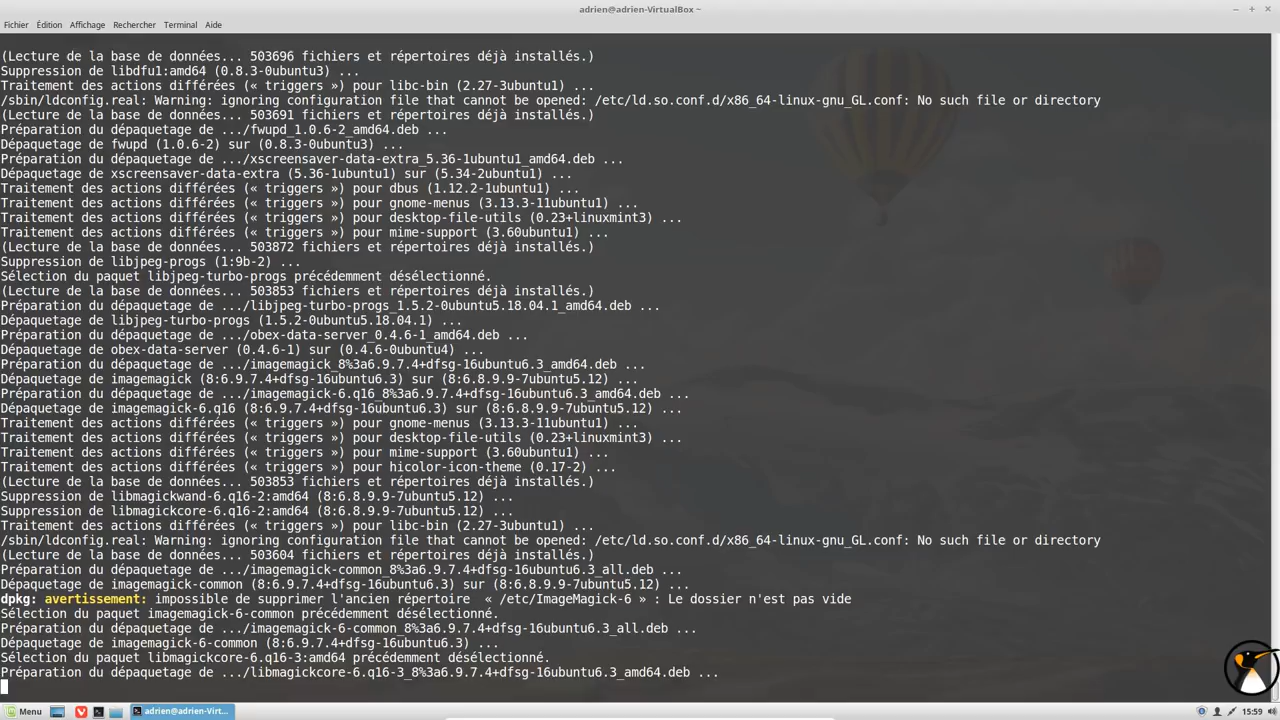 adrien@adrien-VirtualBox ~
Fichier Édition Affichage Rechercher Terminal Aide
(Lecture de la base de données... 503696 fichiers et répertoires déjà installés.)
Suppression de libdfu1:amd64 (0.8.3-0ubuntu3) ...
Traitement des actions différées (« triggers ») pour libc-bin (2.27-3ubuntu1) ...
/sbin/ldconfig.real: Warning: ignoring configuration file that cannot be opened: /etc/ld.so.conf.d/x86_64-linux-gnu_GL.conf: No such file or directory
(Lecture de la base de données... 503691 fichiers et répertoires déjà installés.)
Préparation du dépaquetage de .../fwupd_1.0.6-2_amd64.deb ...
Dépaquetage de fwupd (1.0.6-2) sur (0.8.3-0ubuntu3) ...
Préparation du dépaquetage de .../xscreensaver-data-extra_5.36-1ubuntu1_amd64.deb ...
Dépaquetage de xscreensaver-data-extra (5.36-1ubuntu1) sur (5.34-2ubuntu1) ...
Traitement des actions différées (« triggers ») pour dbus (1.12.2-1ubuntu1) ...
Traitement des actions différées (« triggers ») pour gnome-menus (3.13.3-11ubuntu1) ...
Traitement des actions différées (« triggers ») pour desktop-file-utils (0.23+linuxmint3) ...
Traitement des actions différées (« triggers ») pour mime-support (3.60ubuntu1) ...
(Lecture de la base de données... 503872 fichiers et répertoires déjà installés.)
Suppression de libjpeg-progs (1:9b-2) ...
Sélection du paquet libjpeg-turbo-progs précédemment désélectionné.
(Lecture de la base de données... 503853 fichiers et répertoires déjà installés.)
Préparation du dépaquetage de .../libjpeg-turbo-progs_1.5.2-0ubuntu5.18.04.1_amd64.deb ...
Dépaquetage de libjpeg-turbo-progs (1.5.2-0ubuntu5.18.04.1) ...
Préparation du dépaquetage de .../obex-data-server_0.4.6-1_amd64.deb ...
Dépaquetage de obex-data-server (0.4.6-1) sur (0.4.6-0ubuntu4) ...
Préparation du dépaquetage de .../imagemagick_8%3a6.9.7.4+dfsg-16ubuntu6.3_amd64.deb ...
Dépaquetage de imagemagick (8:6.9.7.4+dfsg-16ubuntu6.3) sur (8:6.8.9.9-7ubuntu5.12) ...
Préparation du dépaquetage de .../imagemagick-6.q16_8%3a6.9.7.4+dfsg-16ubuntu6.3_amd64.deb ...
Dépaquetage de imagemagick-6.q16 (8:6.9.7.4+dfsg-16ubuntu6.3) sur (8:6.8.9.9-7ubuntu5.12) ...
Traitement des actions différées (« triggers ») pour gnome-menus (3.13.3-11ubuntu1) ...
Traitement des actions différées (« triggers ») pour desktop-file-utils (0.23+linuxmint3) ...
Traitement des actions différées (« triggers ») pour mime-support (3.60ubuntu1) ...
Traitement des actions différées (« triggers ») pour hicolor-icon-theme (0.17-2) ...
(Lecture de la base de données... 503853 fichiers et répertoires déjà installés.)
Suppression de libmagickwand-6.q16-2:amd64 (8:6.8.9.9-7ubuntu5.12) ...
Suppression de libmagickcore-6.q16-2:amd64 (8:6.8.9.9-7ubuntu5.12) ...
Traitement des actions différées (« triggers ») pour libc-bin (2.27-3ubuntu1) ...
/sbin/ldconfig.real: Warning: ignoring configuration file that cannot be opened: /etc/ld.so.conf.d/x86_64-linux-gnu_GL.conf: No such file or directory
(Lecture de la base de données... 503604 fichiers et répertoires déjà installés.)
Préparation du dépaquetage de .../imagemagick-common_8%3a6.9.7.4+dfsg-16ubuntu6.3_all.deb ...
Dépaquetage de imagemagick-common (8:6.9.7.4+dfsg-16ubuntu6.3) sur (8:6.8.9.9-7ubuntu5.12) ...
dpkg: avertissement: impossible de supprimer l'ancien répertoire « /etc/ImageMagick-6 » : Le dossier n'est pas vide
Sélection du paquet imagemagick-6-common précédemment désélectionné.
Préparation du dépaquetage de .../imagemagick-6-common_8%3a6.9.7.4+dfsg-16ubuntu6.3_all.deb ...
Dépaquetage de imagemagick-6-common (8:6.9.7.4+dfsg-16ubuntu6.3) ...
Sélection du paquet libmagickcore-6.q16-3:amd64 précédemment désélectionné.
Préparation du dépaquetage de .../libmagickcore-6.q16-3_8%3a6.9.7.4+dfsg-16ubuntu6.3_amd64.deb ...
Menu adrien@adrien-Virt... 15:59